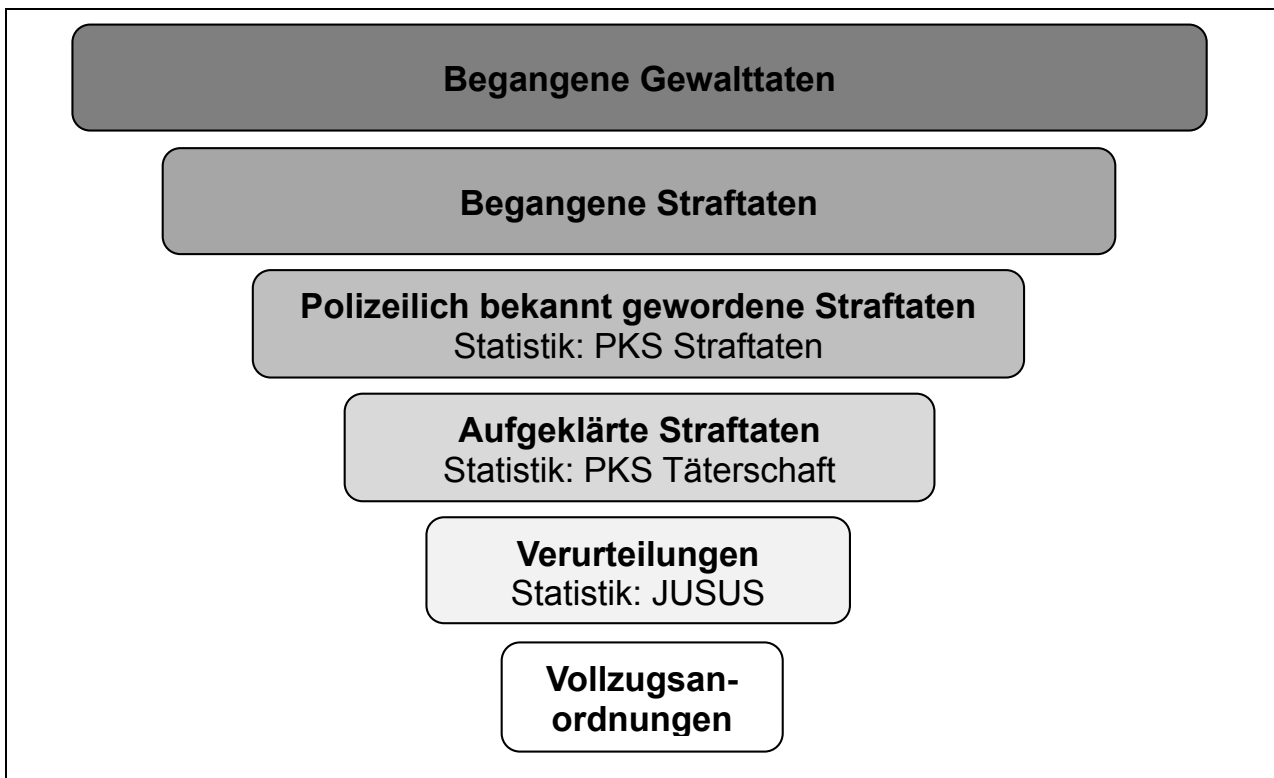 Begangene Gewalttaten
Begangene Straftaten
Polizeilich bekannt gewordene Straftaten
Statistik: PKS Straftaten
Aufgeklärte Straftaten
Statistik: PKS Täterschaft
Verurteilungen
Statistik: JUSUS
Vollzugsan-
ordnungen